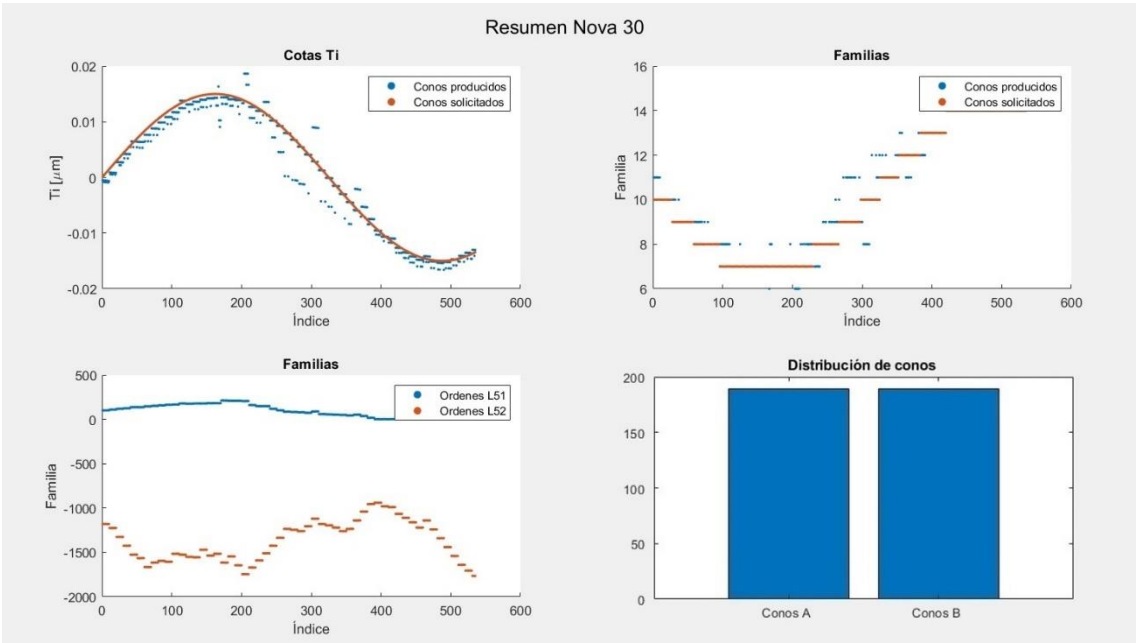 Resumen Nova 30
Cotas Ti
0.02
0.01
0
-0.01
-0.02
Ti [μm]
0 100 200 300 400 500 600
Índice
Conos producidos
Conos solicitados
Familias
16
14
12
10
8
6
Familia
0 100 200 300 400 500 600
Índice
Conos producidos
Conos solicitados
Familias
500
0
-500
-1000
-1500
-2000
Familia
0 100 200 300 400 500 600
Índice
Ordenes L51
Ordenes L52
Distribución de conos
200
150
100
50
0
Conos A Conos B